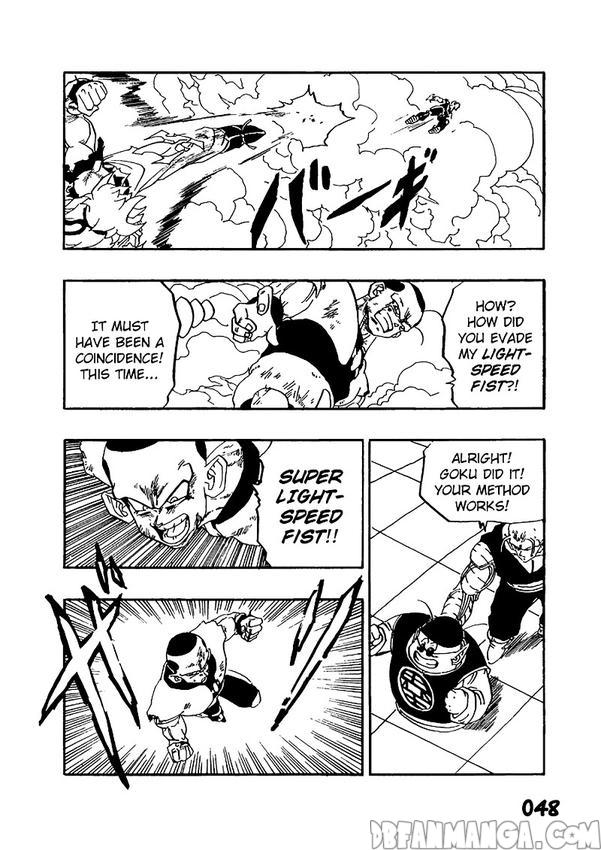 バーギ
HOW?
HOW DID
YOU EVADE
MY LIGHT-
SPEED
FIST?!
IT MUST
HAVE BEEN A
COINCIDENCE!
THIS TIME...
ALRIGHT!
GOKU DID IT!
YOUR METHOD
WORKS!
SUPER
LIGHT-
SPEED
FIST!!
048
DBFANMANGA.COM